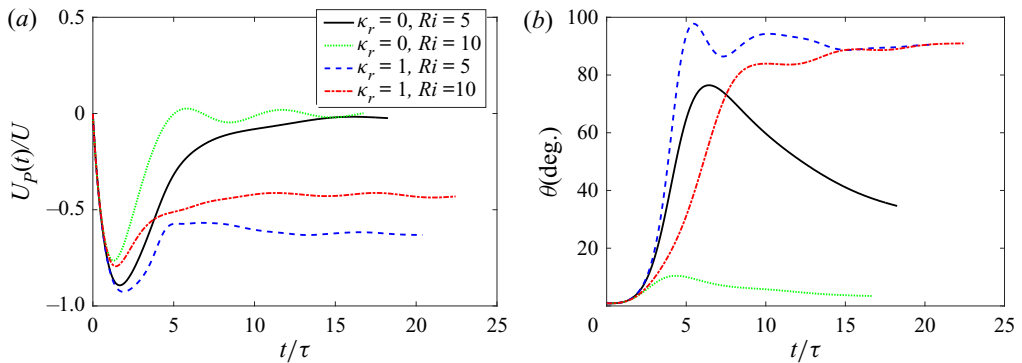 (a)
0.5
0
–0.5
–1.0
U_P(t)/U
κ_r = 0, Ri = 5
κ_r = 0, Ri = 10
κ_r = 1, Ri = 5
κ_r = 1, Ri = 10
0 5 10 15 20 25
t/τ
(b)
100
80
60
40
20
θ(deg.)
0 5 10 15 20 25
t/τ